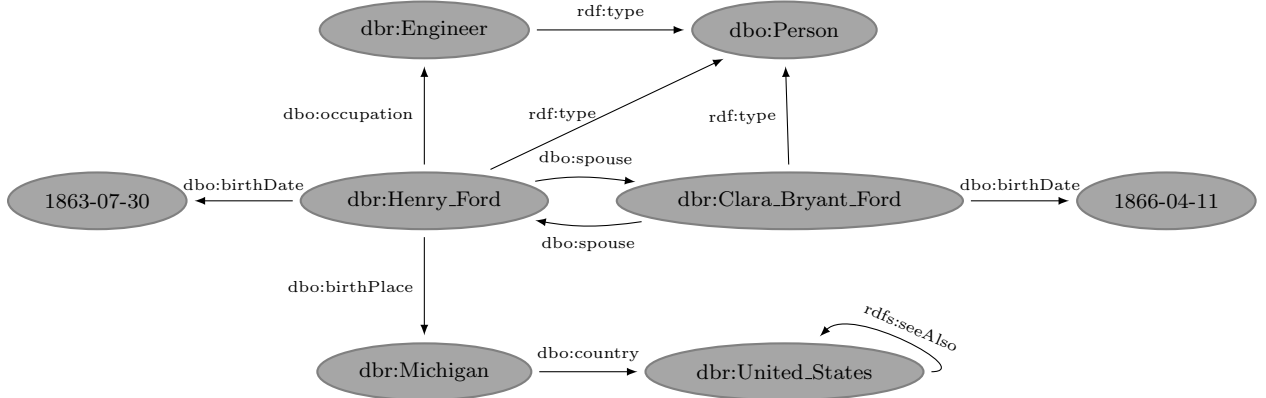 rdf:type
dbr:Engineer
dbo:Person
dbo:occupation
rdf:type
rdf:type
dbo:spouse
dbo:birthDate
dbo:birthDate
1863-07-30
dbr:Henry_Ford
dbr:Clara_Bryant_Ford
1866-04-11
dbo:spouse
dbo:birthPlace
rdfs:seeAlso
dbo:country
dbr:Michigan
dbr:United_States